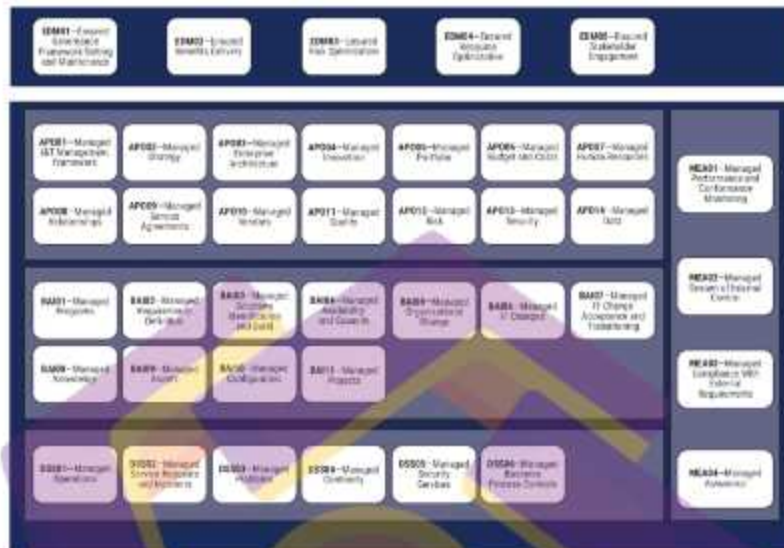 EDM01—Ensured
Governance
Framework Setting
and Maintenance
EDM02—Ensured
Benefits Delivery
EDM03—Ensured
Risk Optimization
EDM04—Ensured
Resource
Optimization
EDM05—Ensured
Stakeholder
Engagement
APO01—Managed
I&T Management
Framework
APO02—Managed
Strategy
APO03—Managed
Enterprise
Architecture
APO04—Managed
Innovation
APO05—Managed
Portfolio
APO06—Managed
Budget and Costs
APO07—Managed
Human Resources
APO08—Managed
Relationships
APO09—Managed
Service
Agreements
APO10—Managed
Vendors
APO11—Managed
Quality
APO12—Managed
Risk
APO13—Managed
Security
APO14—Managed
Data
MEA01—Managed
Performance and
Conformance
Monitoring
BAI01—Managed
Programs
BAI02—Managed
Requirements
Definition
BAI03—Managed
Solutions
Identification
and Build
BAI04—Managed
Availability
and Capacity
BAI05—Managed
Organizational
Change
BAI06—Managed
IT Changes
BAI07—Managed
IT Change
Acceptance and
Transitioning
MEA02—Managed
System of Internal
Control
BAI08—Managed
Knowledge
BAI09—Managed
Assets
BAI10—Managed
Configuration
BAI11—Managed
Projects
MEA03—Managed
Compliance With
External
Requirements
DSS01—Managed
Operations
DSS02—Managed
Service Requests
and Incidents
DSS03—Managed
Problems
DSS04—Managed
Continuity
DSS05—Managed
Security
Services
DSS06—Managed
Business
Process Controls
MEA04—Managed
Assurance